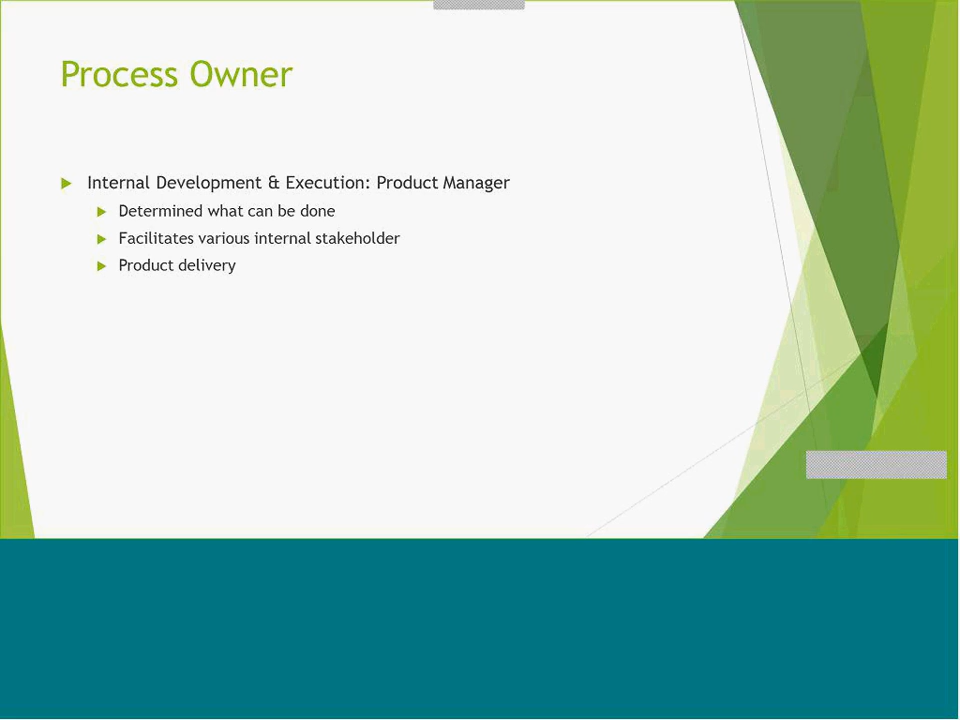 Process Owner
Internal Development & Execution: Product Manager
Determined what can be done
Facilitates various internal stakeholder
Product delivery